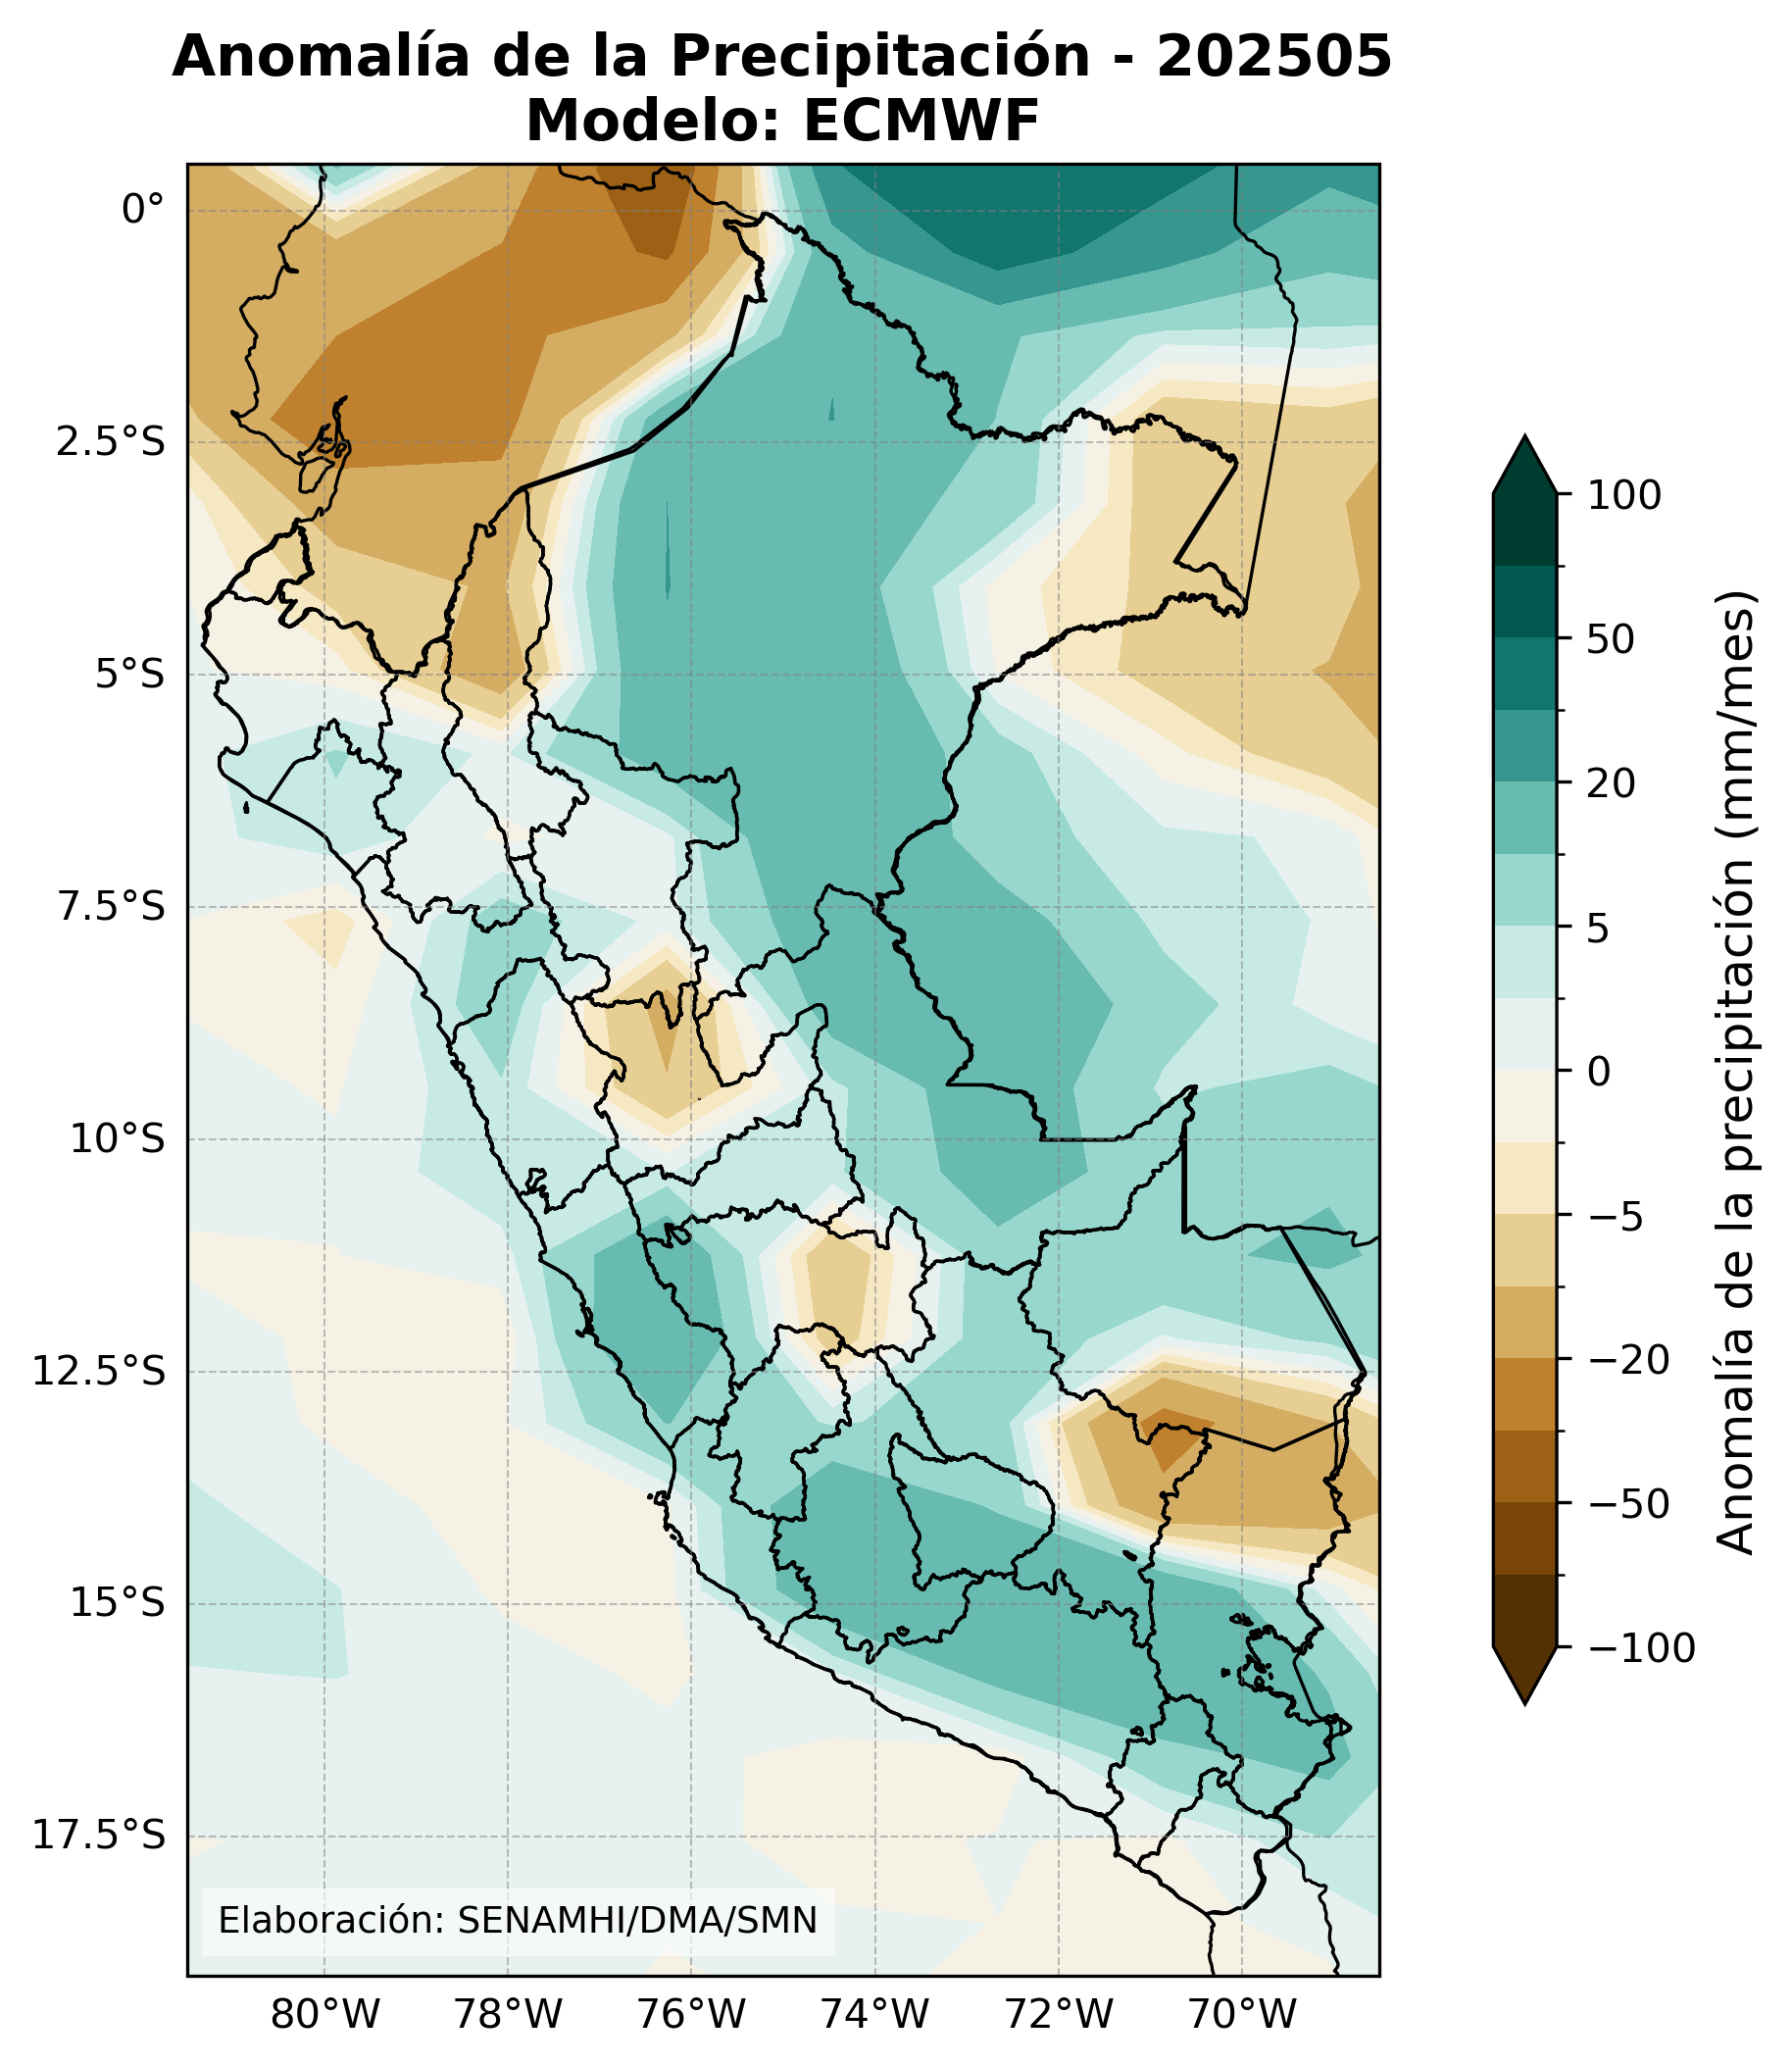 Anomalía de la Precipitación - 202505
Modelo: ECMWF
0°
2.5°S
5°S
7.5°S
10°S
12.5°S
15°S
17.5°S
80°W
78°W
76°W
74°W
72°W
70°W
Elaboración: SENAMHI/DMA/SMN
100
50
20
5
0
−5
−20
−50
−100
Anomalía de la precipitación (mm/mes)